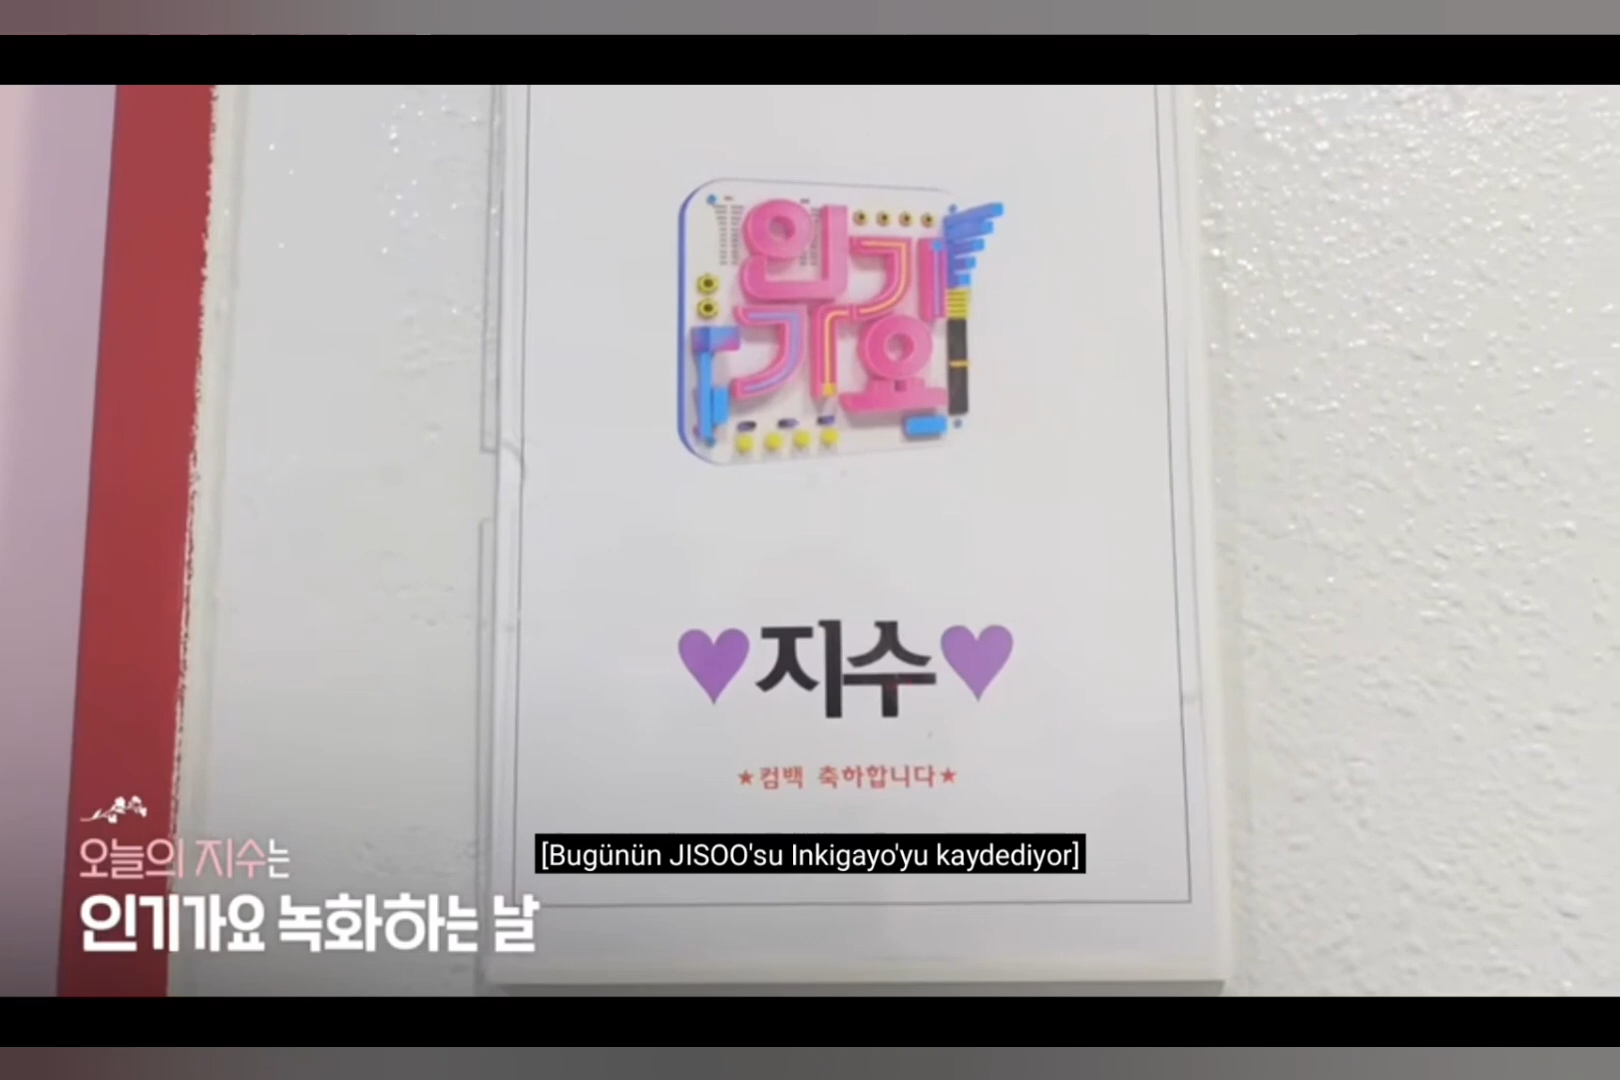 인기
가요
지수
★컴백 축하합니다★
[Bugünün JISOO'su Inkigayo'yu kaydediyor]
오늘의 지수는
인기가요 녹화하는 날